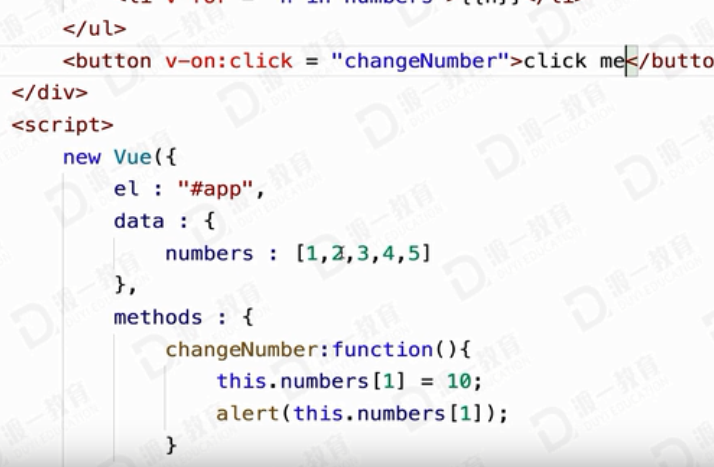 </ul>
<button v-on:click = "changeNumber">click me</butto
</div>
<script>
new Vue({
el : "#app",
data : {
numbers : [1,2,3,4,5]
},
methods : {
changeNumber:function(){
this.numbers[1] = 10;
alert(this.numbers[1]);
}